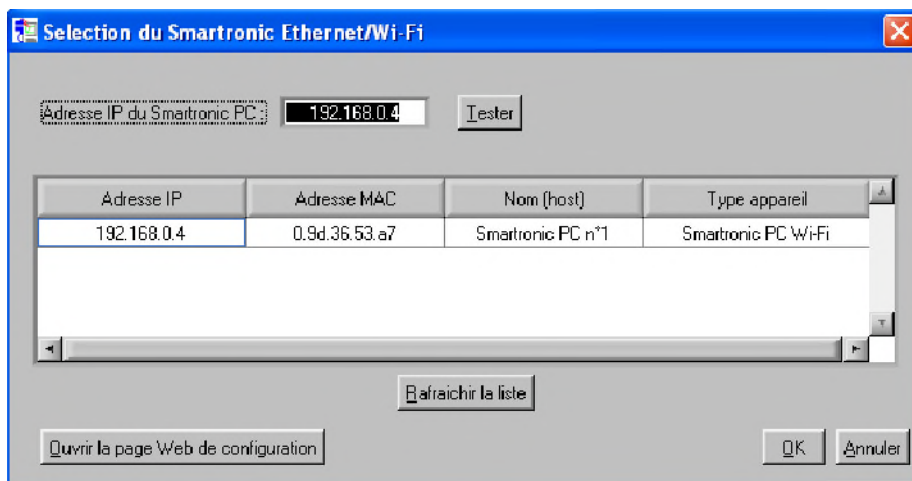 Selection du Smartronic Ethernet/Wi-Fi
Adresse IP du Smartronic PC : 192.168.0.4 Tester
Adresse IP Adresse MAC Nom (host) Type appareil
192.168.0.4 0.9d.36.53.a7 Smartronic PC n°1 Smartronic PC Wi-Fi
Rafraichir la liste
Ouvrir la page Web de configuration OK Annuler